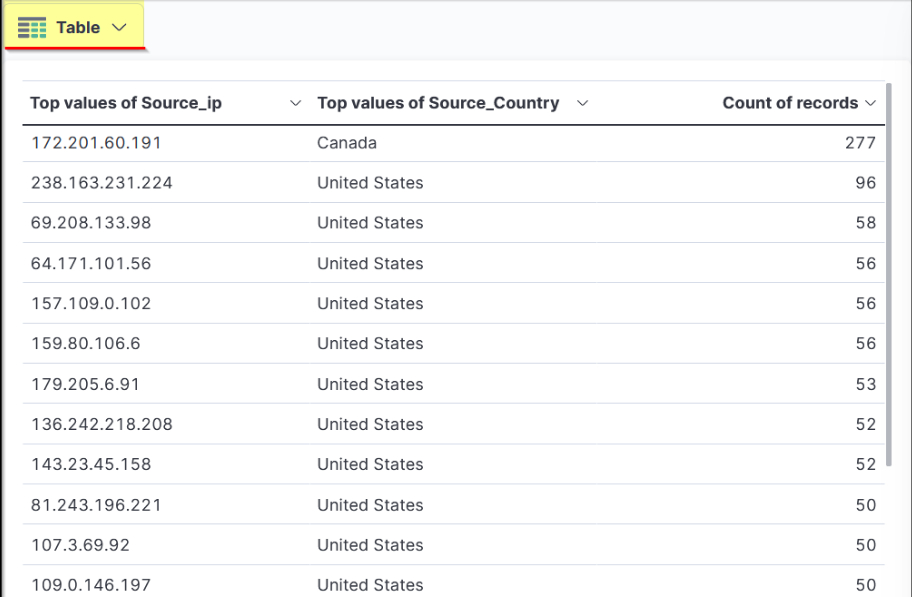 Table
Top values of Source_ip Top values of Source_Country Count of records
172.201.60.191 Canada 277
238.163.231.224 United States 96
69.208.133.98 United States 58
64.171.101.56 United States 56
157.109.0.102 United States 56
159.80.106.6 United States 56
179.205.6.91 United States 53
136.242.218.208 United States 52
143.23.45.158 United States 52
81.243.196.221 United States 50
107.3.69.92 United States 50
109.0.146.197 United States 50